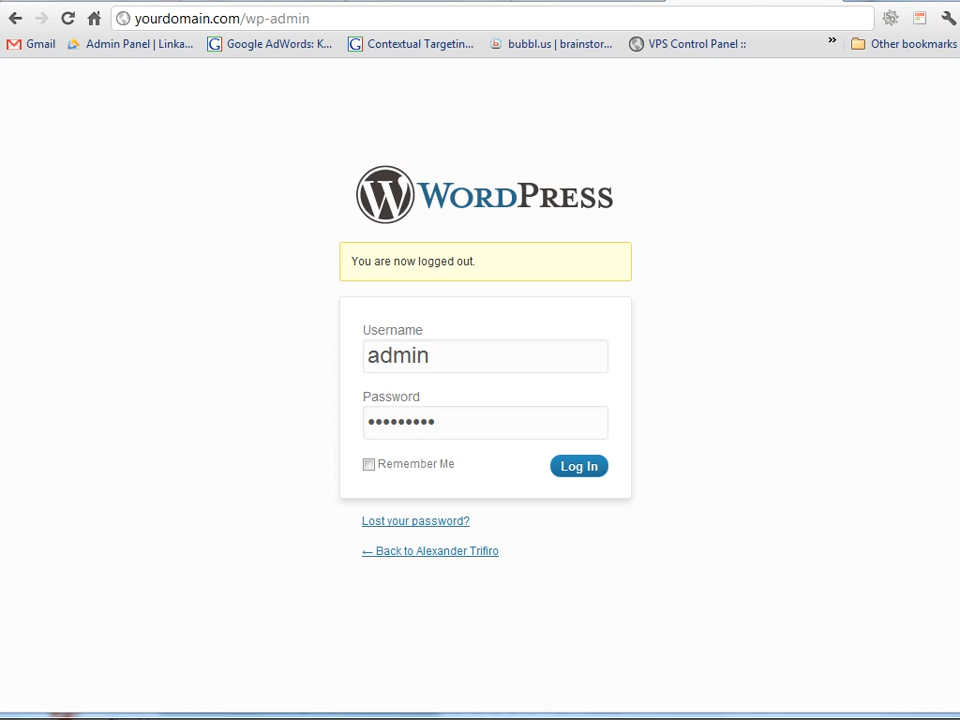 yourdomain.com/wp-admin
Gmail Admin Panel | Linka... Google AdWords: K... Contextual Targetin... bubbl.us | brainstor... VPS Control Panel :: » Other bookmarks
WORDPRESS
You are now logged out.
Username
admin
Password
•••••••••
Remember Me Log In
Lost your password?
← Back to Alexander Trifiro